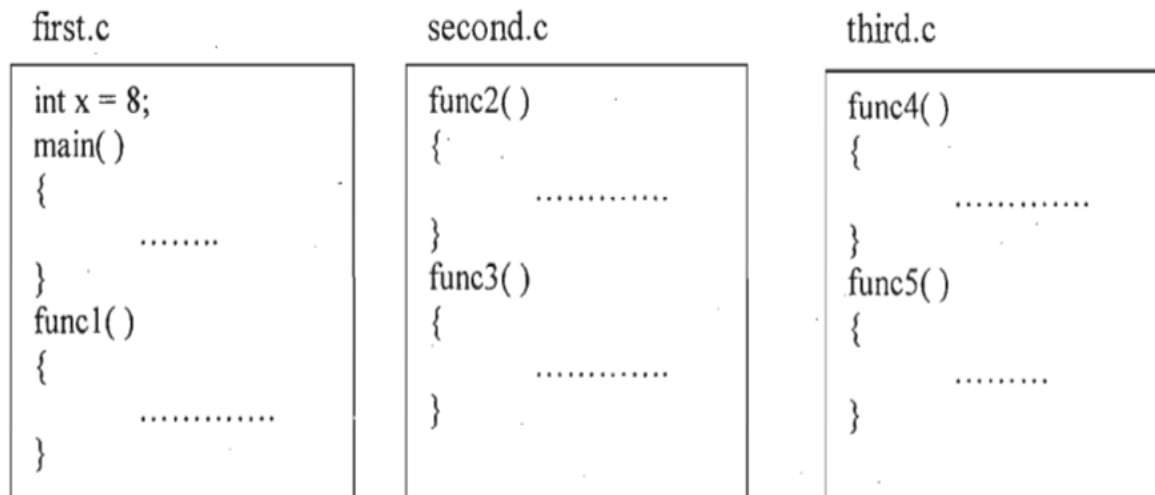 first.c
int x = 8;
main( )
{
........
}
func1( )
{
.............
}
second.c
func2( )
{
.............
}
func3( )
{
.............
}
third.c
func4( )
{
.............
}
func5( )
{
.........
}